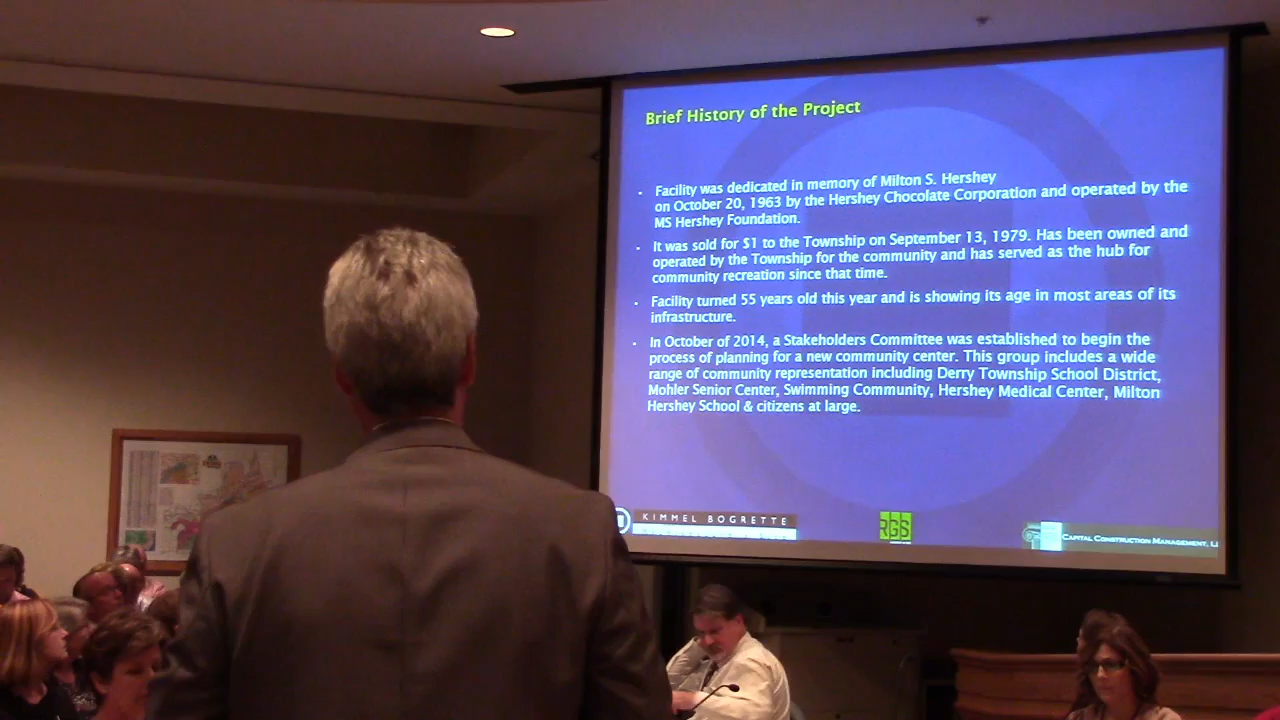 Brief History of the Project
• Facility was dedicated in memory of Milton S. Hershey
on October 20, 1963 by the Hershey Chocolate Corporation and operated by the
MS Hershey Foundation.
• It was sold for $1 to the Township on September 13, 1979. Has been owned and
operated by the Township for the community and has served as the hub for
community recreation since that time.
• Facility turned 55 years old this year and is showing its age in most areas of its
infrastructure.
• In October of 2014, a Stakeholders Committee was established to begin the
process of planning for a new community center. This group includes a wide
range of community representation including Derry Township School District,
Mohler Senior Center, Swimming Community, Hershey Medical Center, Milton
Hershey School & citizens at large.
KIMMEL BOGRETTE
RGS
CAPITAL CONSTRUCTION MANAGEMENT,